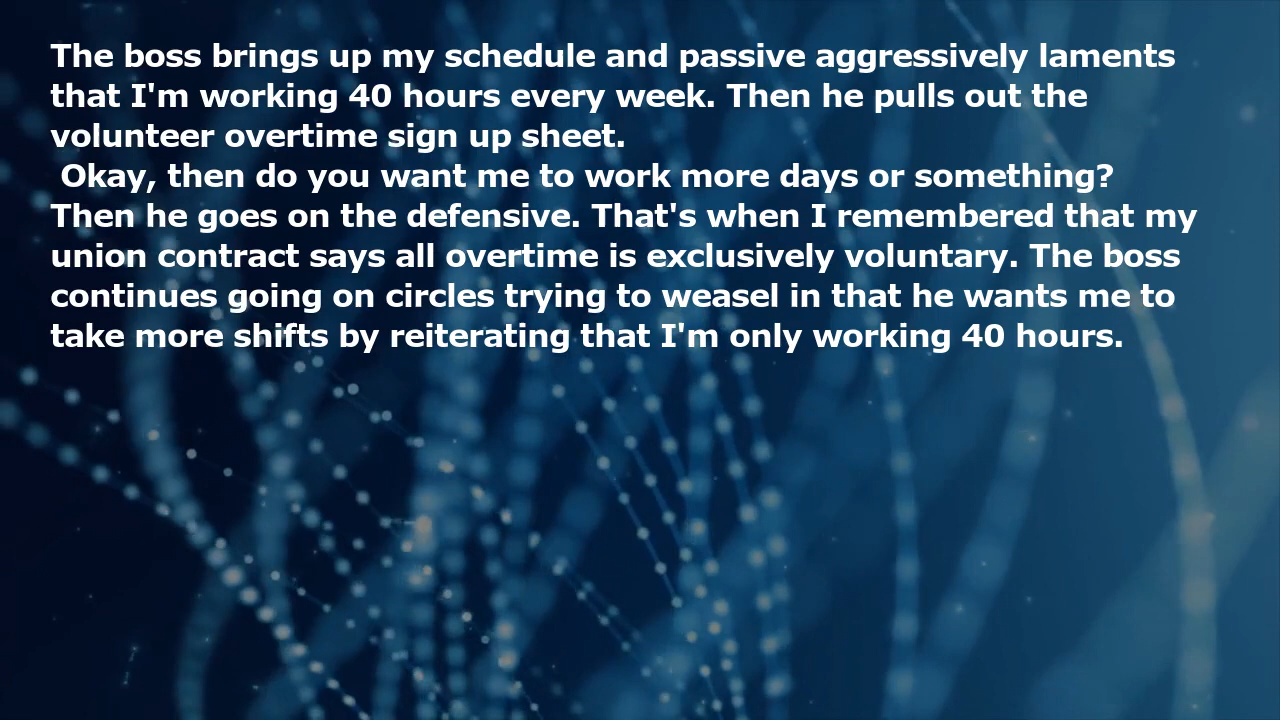 The boss brings up my schedule and passive aggressively laments
that I'm working 40 hours every week. Then he pulls out the
volunteer overtime sign up sheet.
Okay, then do you want me to work more days or something?
Then he goes on the defensive. That's when I remembered that my
union contract says all overtime is exclusively voluntary. The boss
continues going on circles trying to weasel in that he wants me to
take more shifts by reiterating that I'm only working 40 hours.